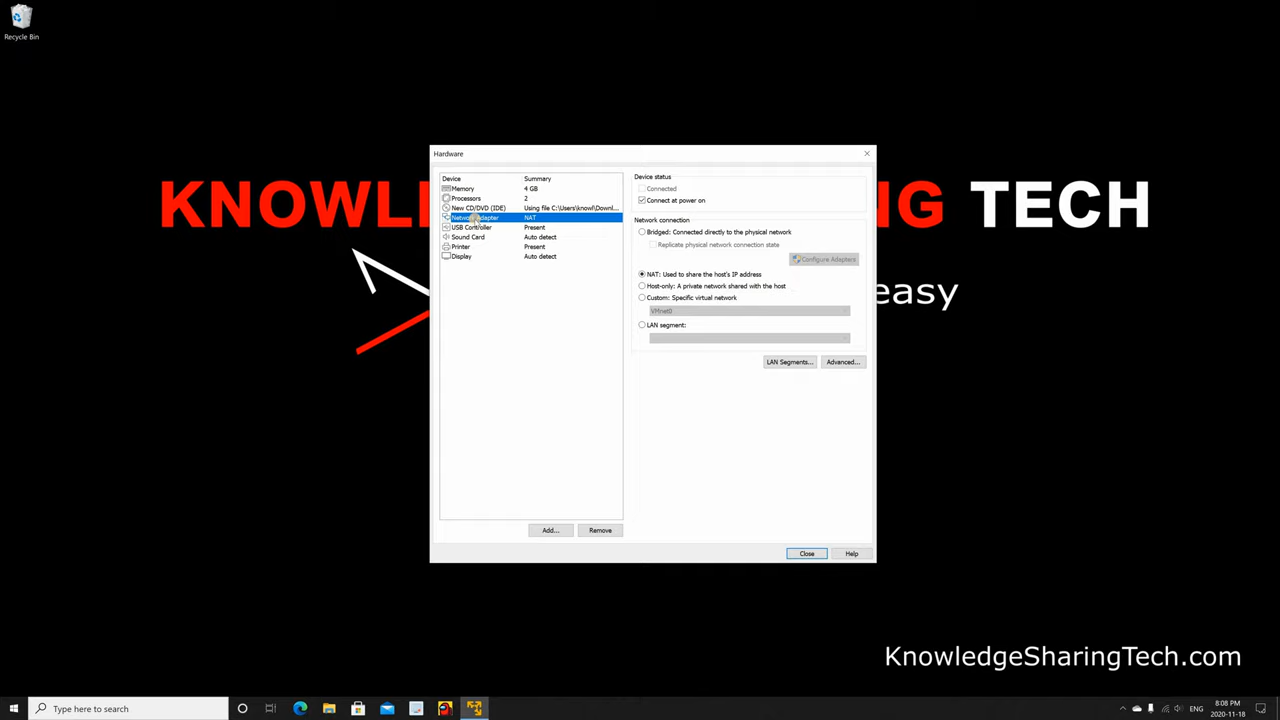 Recycle Bin
KNOWL
NG TECH
easy
Hardware
Device Summary
Memory 4 GB
Processors 2
New CD/DVD (IDE) Using file C:\Users\knowl\Downl...
Network Adapter NAT
USB Controller Present
Sound Card Auto detect
Printer Present
Display Auto detect
Add...
Remove
Device status
Connected
Connect at power on
Network connection
Bridged: Connected directly to the physical network
Replicate physical network connection state
Configure Adapters
NAT: Used to share the host's IP address
Host-only: A private network shared with the host
Custom: Specific virtual network
VMnet0
LAN segment:
LAN Segments...
Advanced...
Close
Help
KnowledgeSharingTech.com
Type here to search
ENG
8:08 PM
2020-11-18